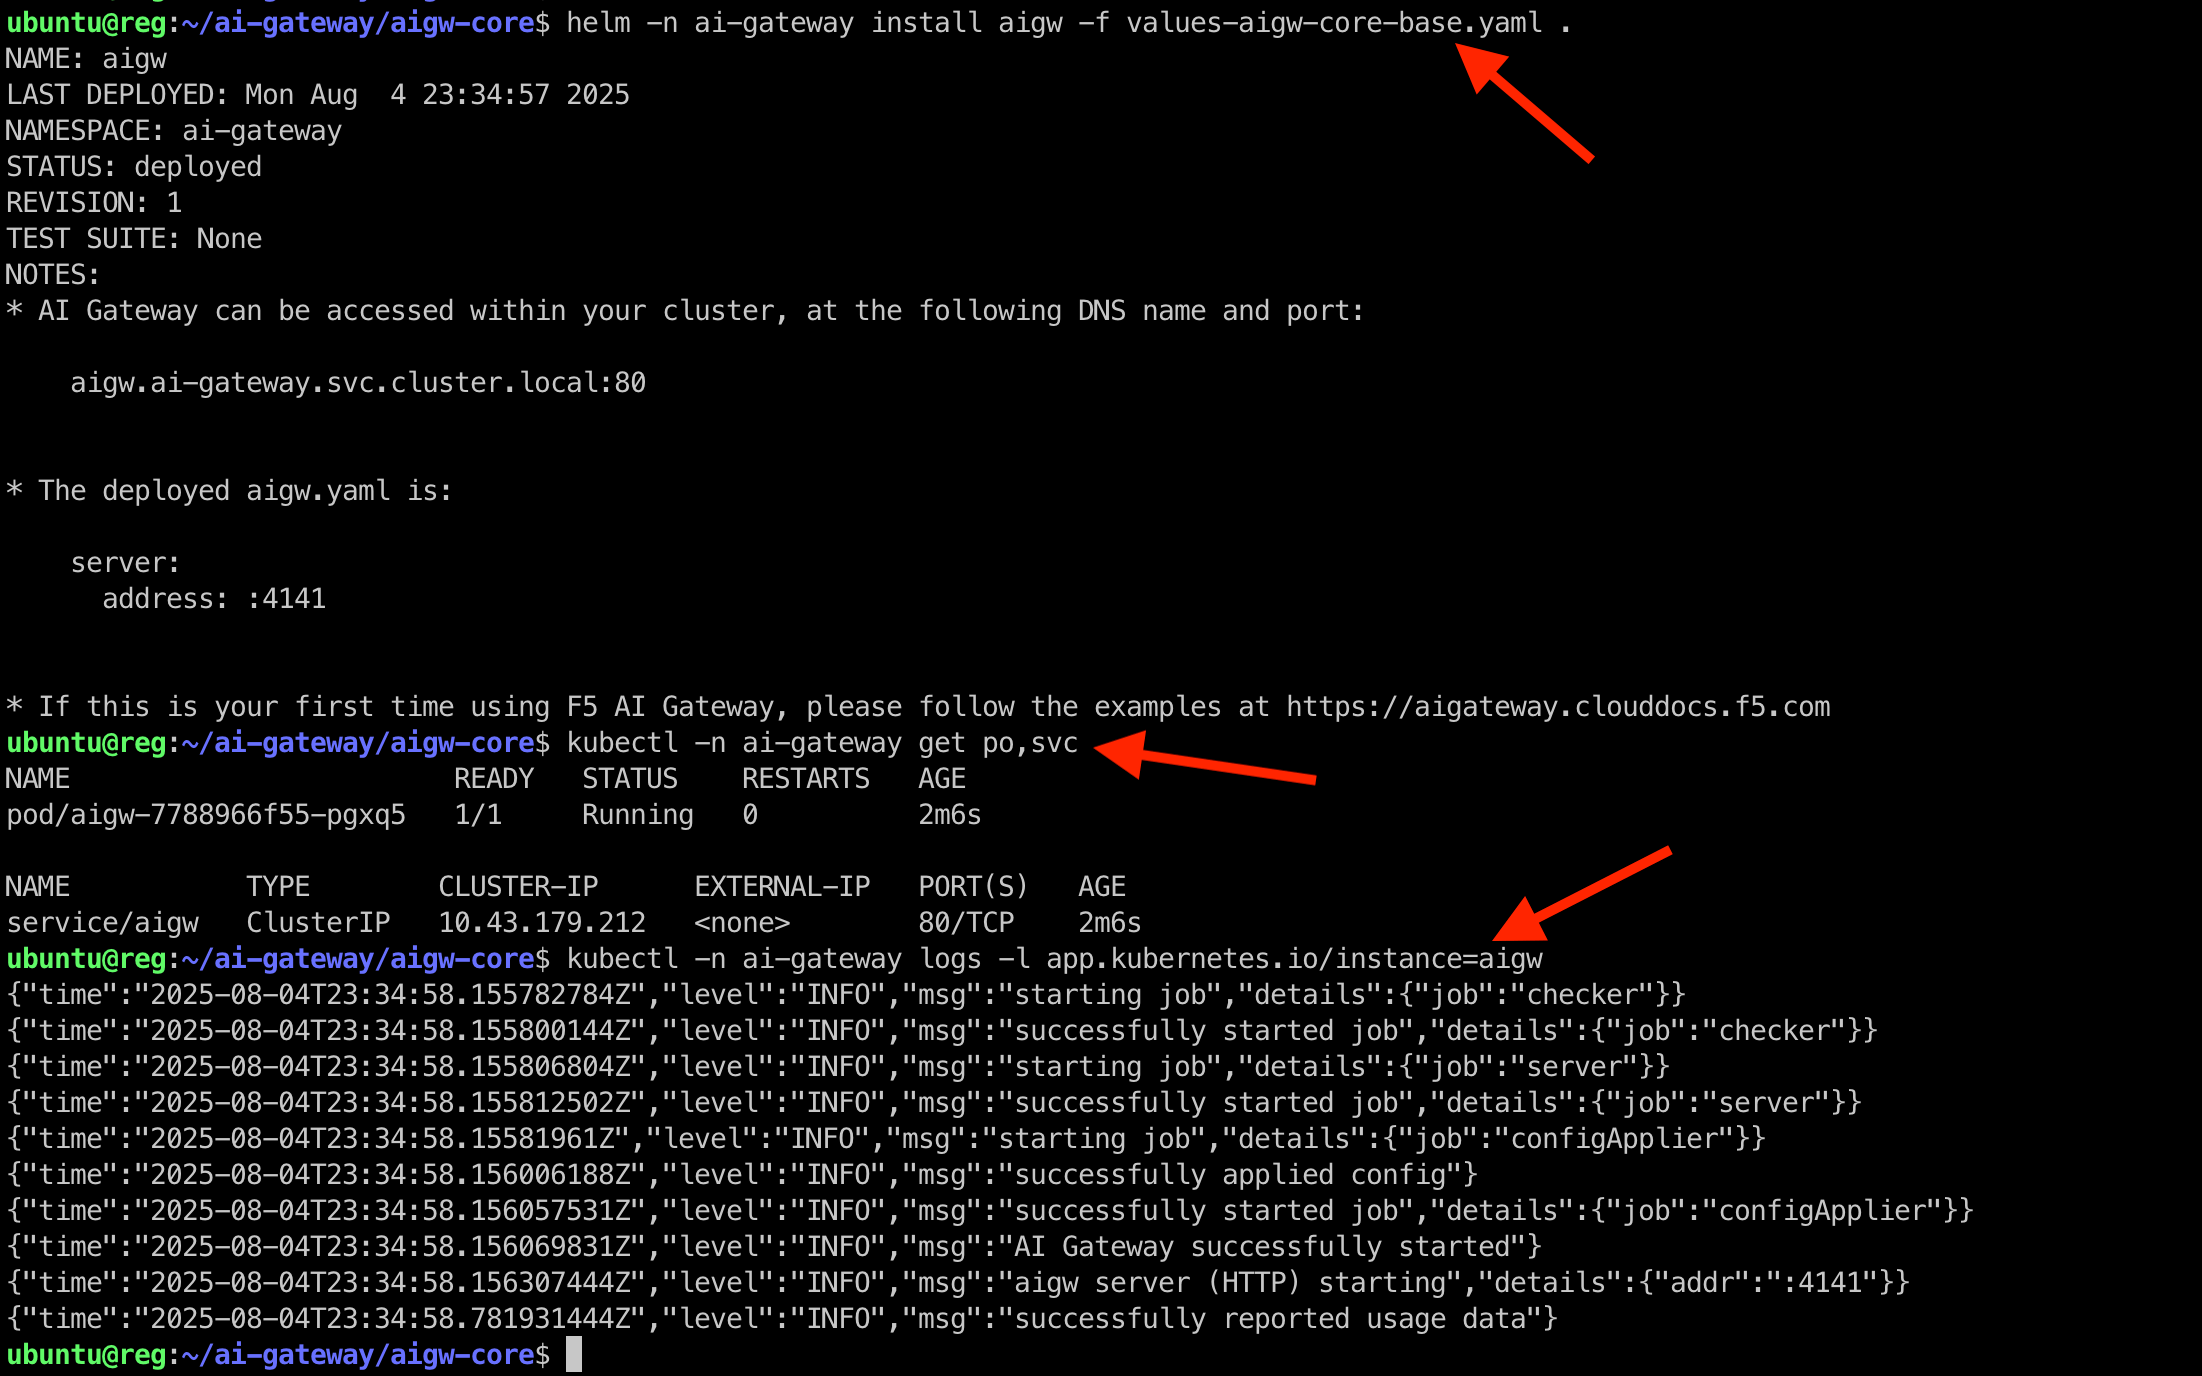 ubuntu@reg:~/ai-gateway/aigw-core$ helm -n ai-gateway install aigw -f values-aigw-core-base.yaml .
NAME: aigw
LAST DEPLOYED: Mon Aug  4 23:34:57 2025
NAMESPACE: ai-gateway
STATUS: deployed
REVISION: 1
TEST SUITE: None
NOTES:
* AI Gateway can be accessed within your cluster, at the following DNS name and port:
    aigw.ai-gateway.svc.cluster.local:80
* The deployed aigw.yaml is:
    server:
      address: :4141
* If this is your first time using F5 AI Gateway, please follow the examples at https://aigateway.clouddocs.f5.com
ubuntu@reg:~/ai-gateway/aigw-core$ kubectl -n ai-gateway get po,svc
NAME                        READY   STATUS    RESTARTS   AGE
pod/aigw-7788966f55-pgxq5   1/1     Running   0          2m6s
NAME           TYPE        CLUSTER-IP      EXTERNAL-IP   PORT(S)   AGE
service/aigw   ClusterIP   10.43.179.212   <none>        80/TCP    2m6s
ubuntu@reg:~/ai-gateway/aigw-core$ kubectl -n ai-gateway logs -l app.kubernetes.io/instance=aigw
{"time":"2025-08-04T23:34:58.155782784Z","level":"INFO","msg":"starting job","details":{"job":"checker"}}
{"time":"2025-08-04T23:34:58.155800144Z","level":"INFO","msg":"successfully started job","details":{"job":"checker"}}
{"time":"2025-08-04T23:34:58.155806804Z","level":"INFO","msg":"starting job","details":{"job":"server"}}
{"time":"2025-08-04T23:34:58.155812502Z","level":"INFO","msg":"successfully started job","details":{"job":"server"}}
{"time":"2025-08-04T23:34:58.15581961Z","level":"INFO","msg":"starting job","details":{"job":"configApplier"}}
{"time":"2025-08-04T23:34:58.156006188Z","level":"INFO","msg":"successfully applied config"}
{"time":"2025-08-04T23:34:58.156057531Z","level":"INFO","msg":"successfully started job","details":{"job":"configApplier"}}
{"time":"2025-08-04T23:34:58.156069831Z","level":"INFO","msg":"AI Gateway successfully started"}
{"time":"2025-08-04T23:34:58.156307444Z","level":"INFO","msg":"aigw server (HTTP) starting","details":{"addr":":4141"}}
{"time":"2025-08-04T23:34:58.781931444Z","level":"INFO","msg":"successfully reported usage data"}
ubuntu@reg:~/ai-gateway/aigw-core$